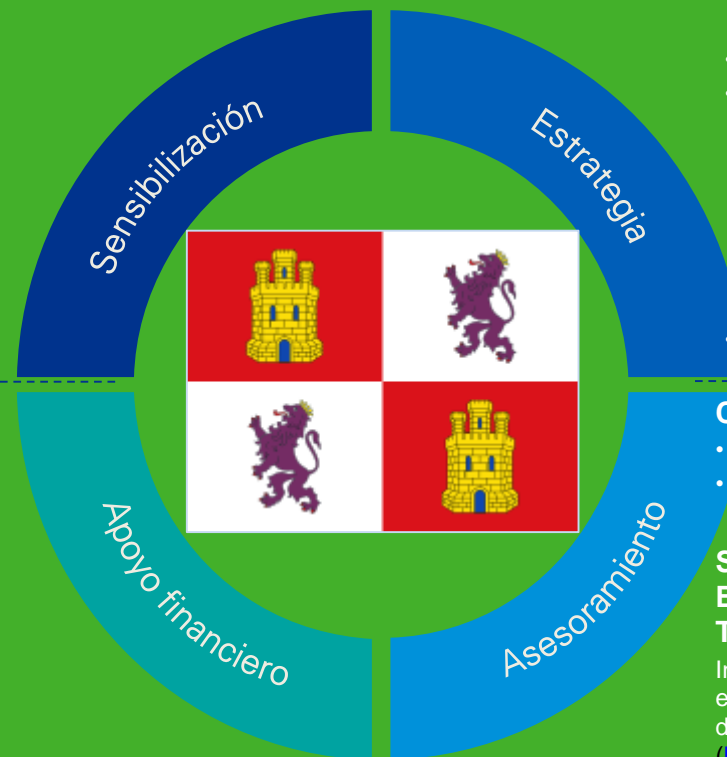 Sensibilización
Estrategia
Apoyo financiero
Asesoramiento